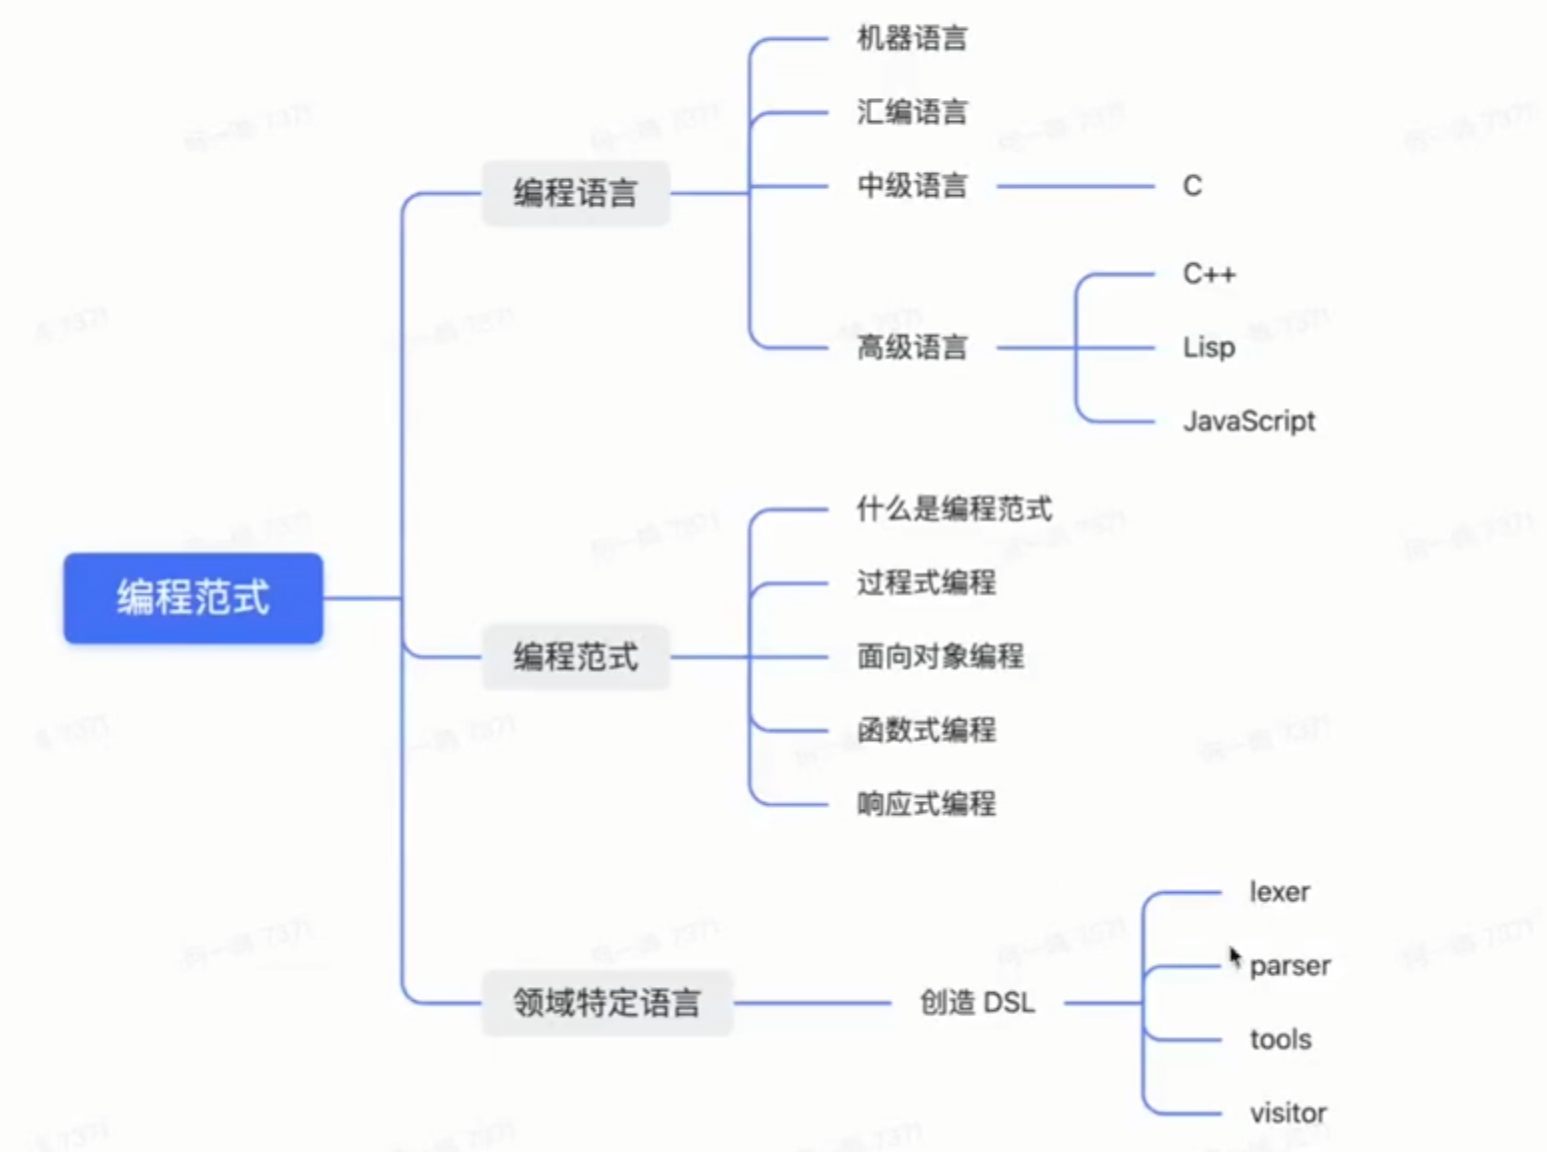 机器语言
汇编语言
编程语言
中级语言
C
C++
高级语言
Lisp
JavaScript
什么是编程范式
过程式编程
编程范式
编程范式
面向对象编程
函数式编程
响应式编程
lexer
parser
领域特定语言
创造 DSL
tools
visitor